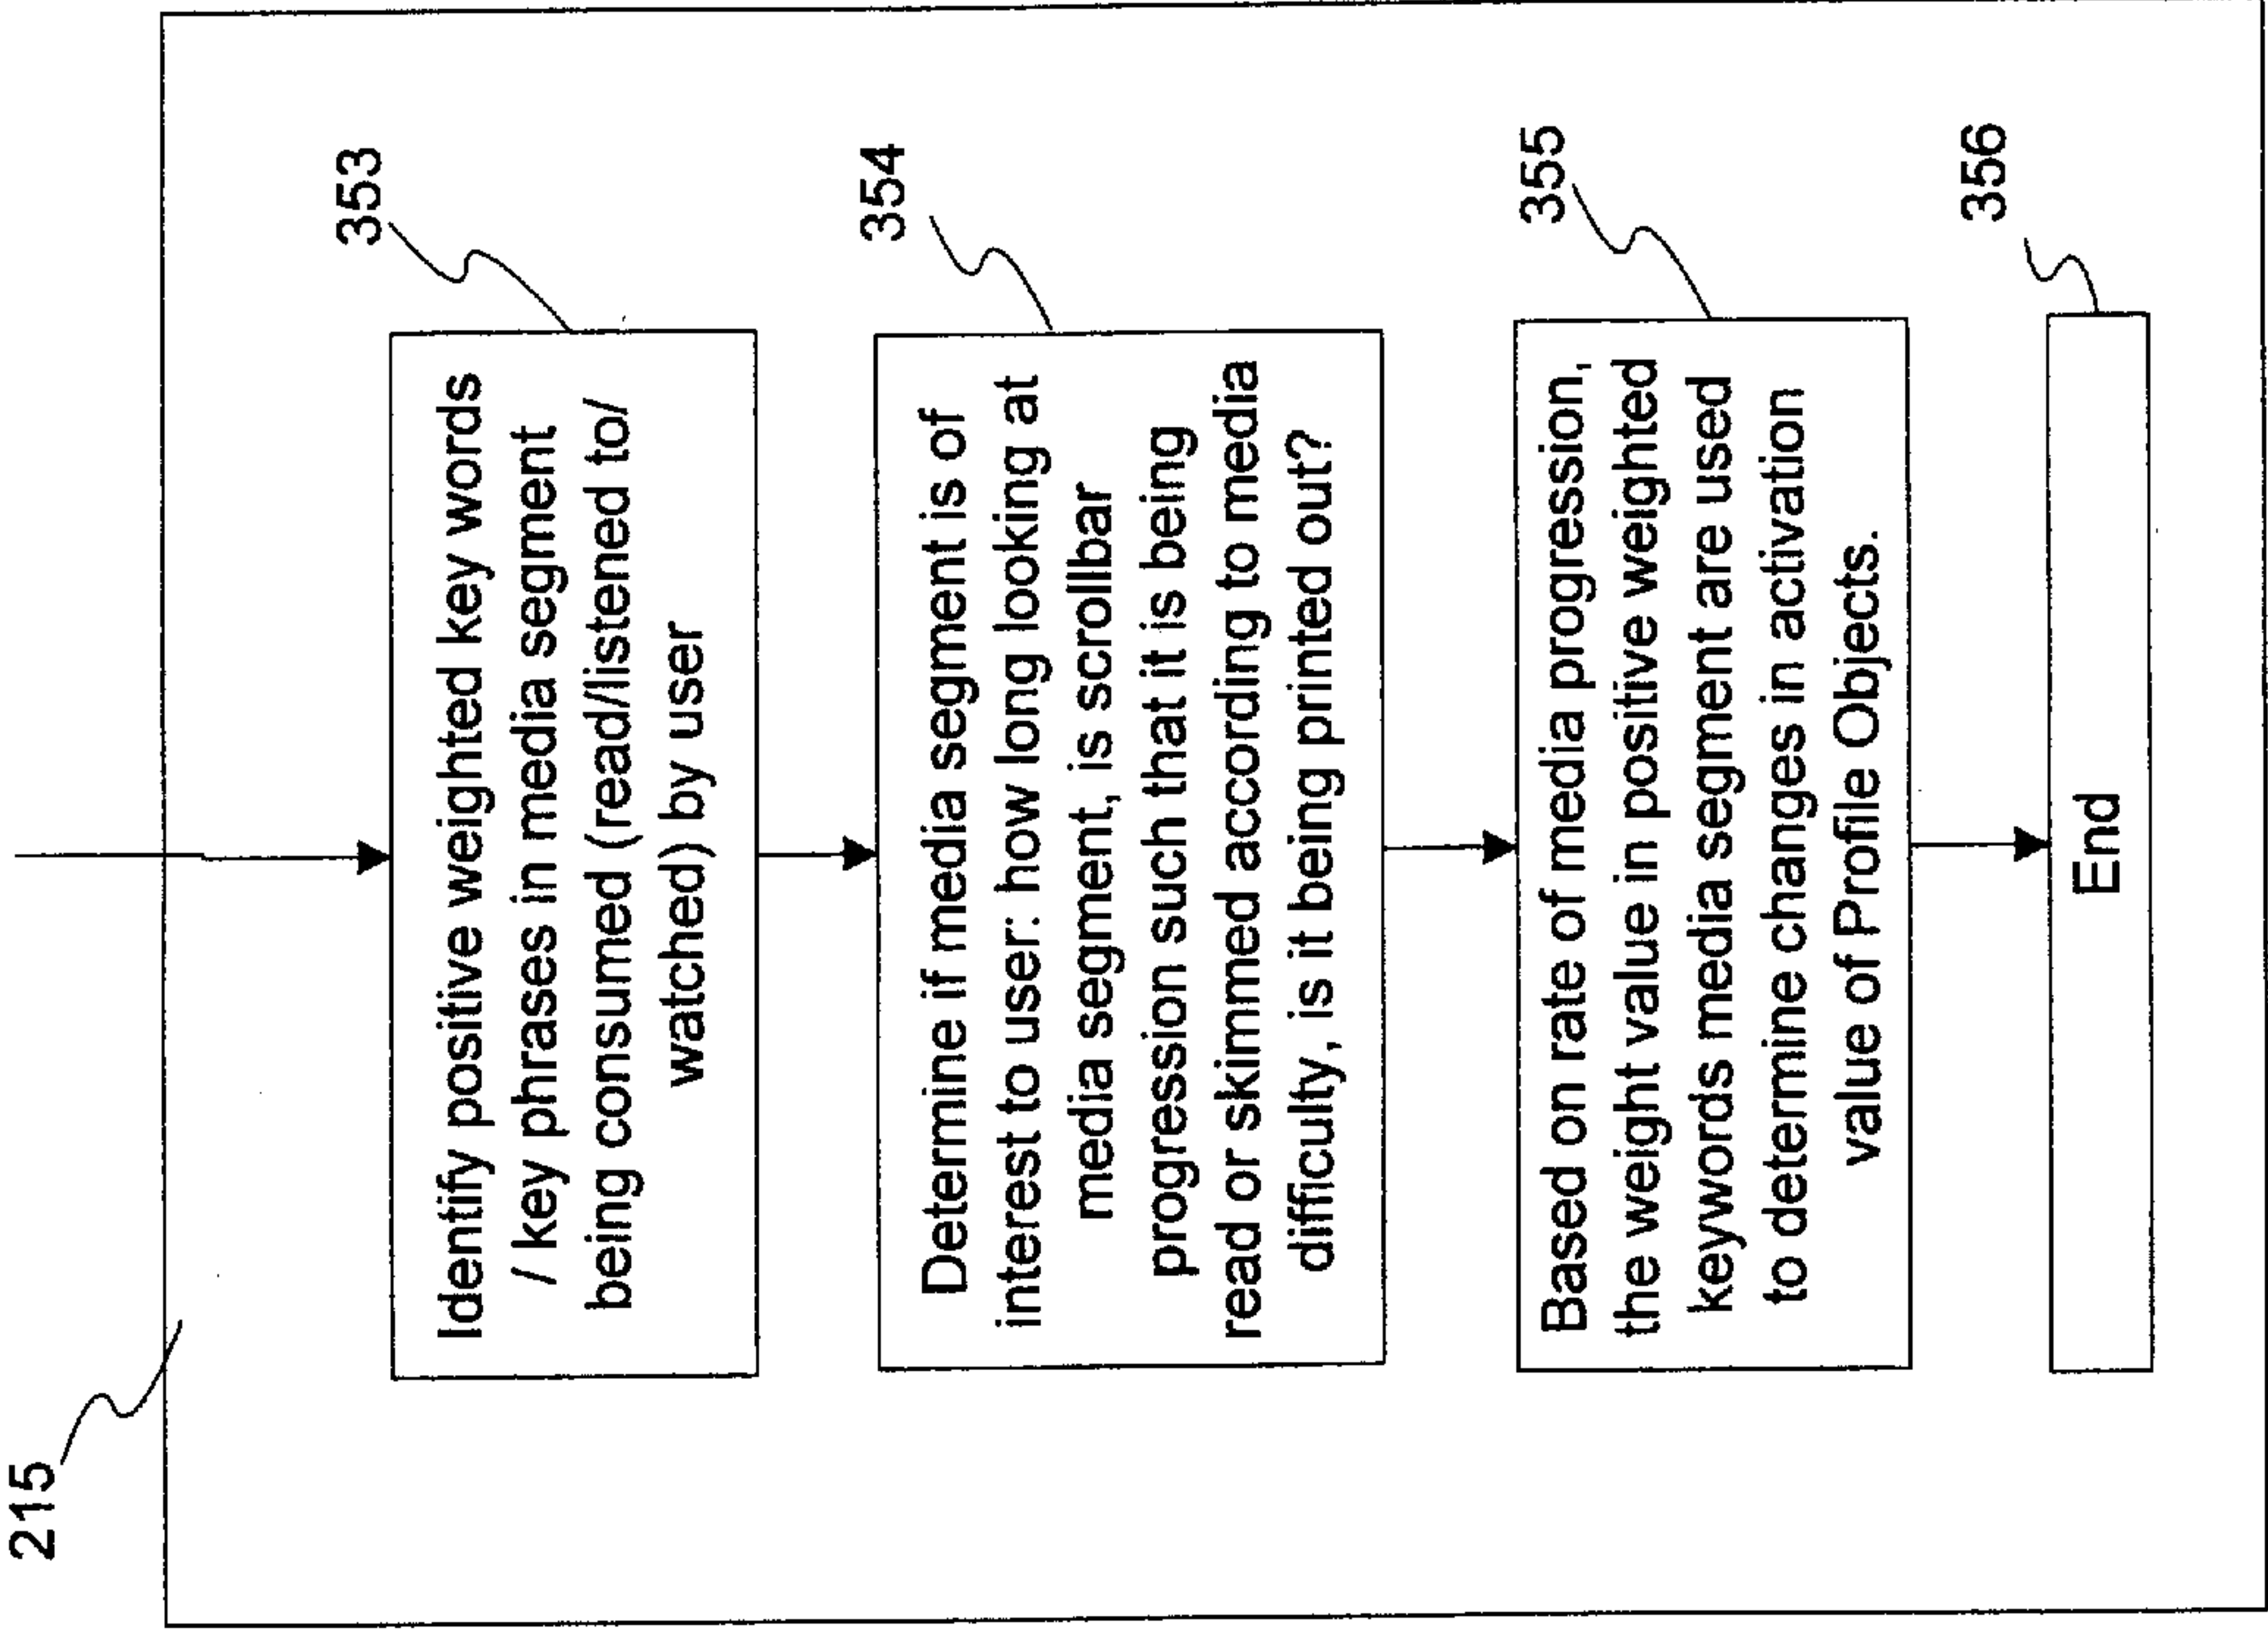 215
353
Identify positive weighted key words
/ key phrases in media segment
being consumed (read/listened to/
watched) by user
354
Determine if media segment is of
interest to user: how long looking at
media segment, is scrollbar
progression such that it is being
read or skimmed according to media
difficulty, is it being printed out?
355
Based on rate of media progression,
the weight value in positive weighted
keywords media segment are used
to determine changes in activation
value of Profile Objects.
356
End